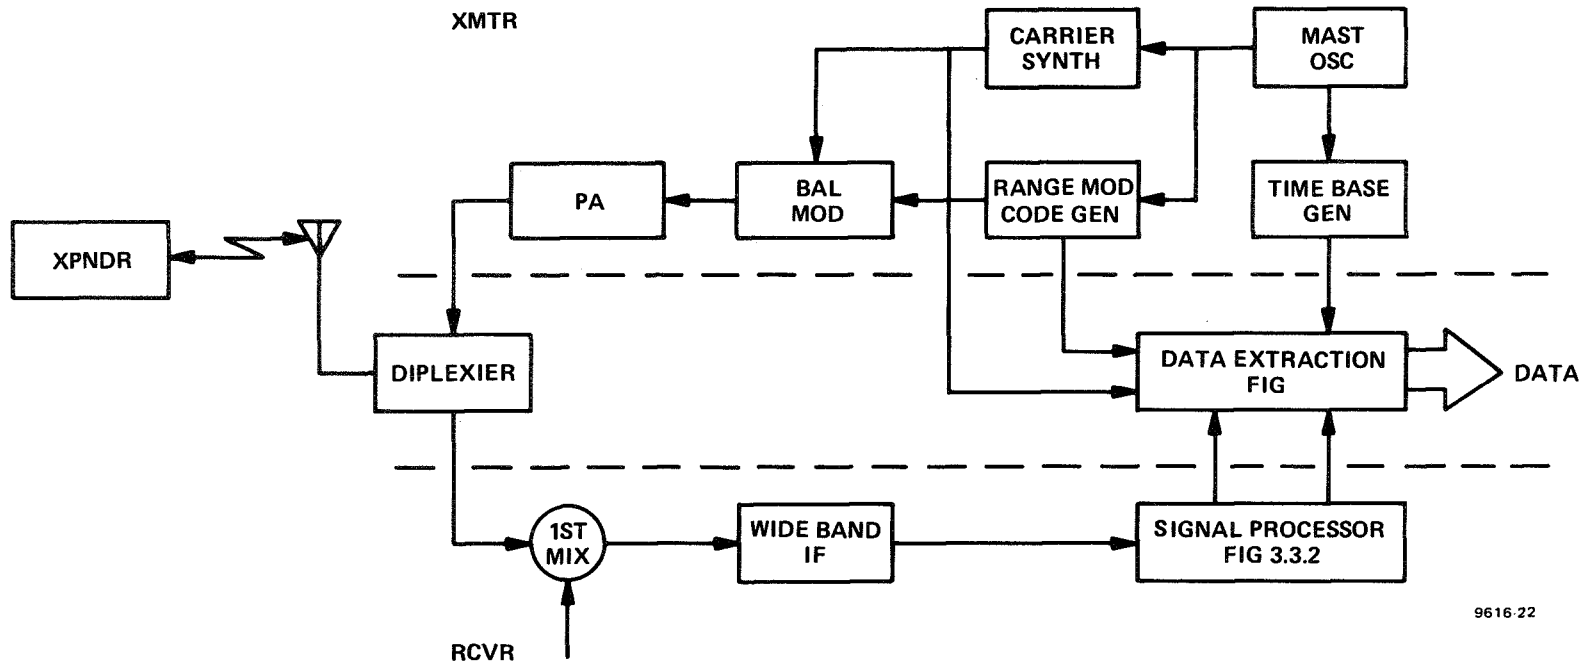 XMTR
CARRIER
SYNTH
MAST
OSC
PA
BAL
MOD
RANGE MOD
CODE GEN
TIME BASE
GEN
XPNDR
DIPLEXIER
DATA EXTRACTION
FIG
DATA
1ST
MIX
WIDE BAND
IF
SIGNAL PROCESSOR
FIG 3.3.2
9616-22
RCVR